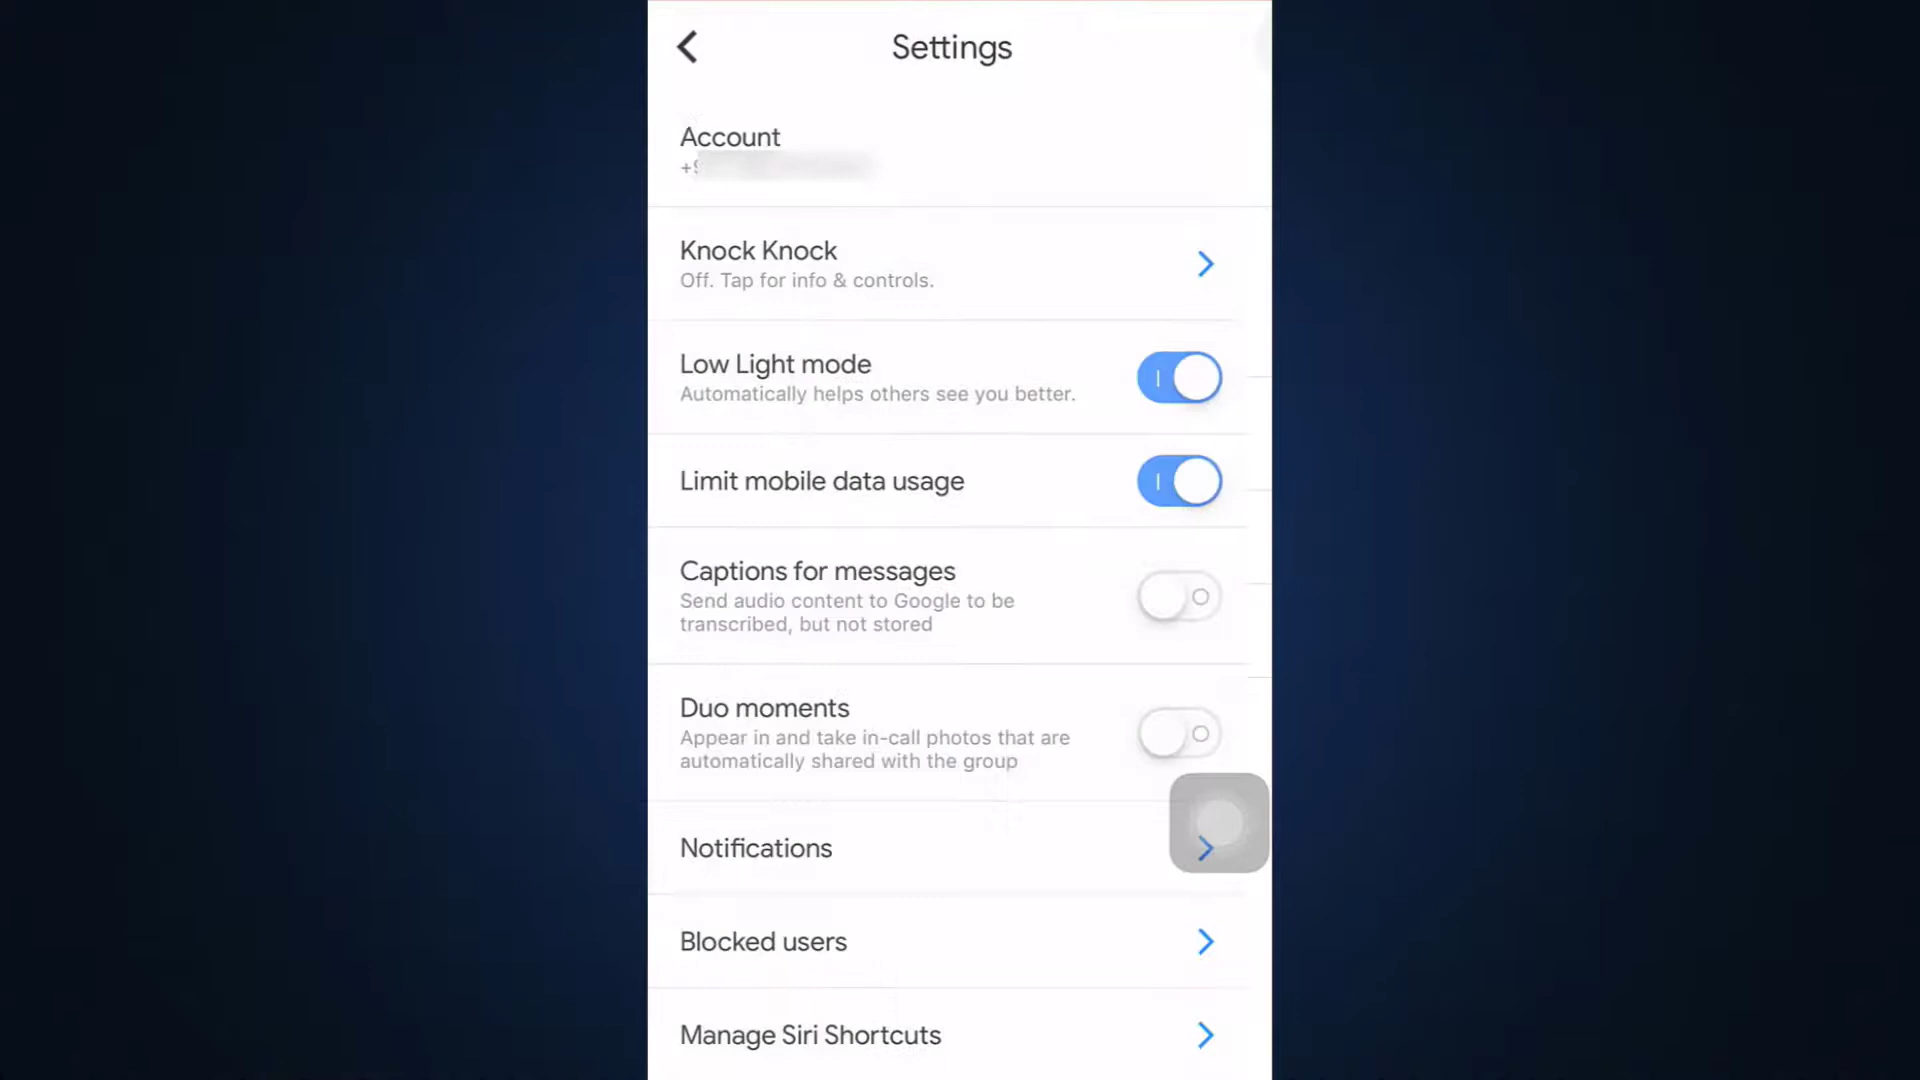 Settings
Account
Knock Knock
Off. Tap for info & controls.
Low Light mode
Automatically helps others see you better.
Limit mobile data usage
Captions for messages
Send audio content to Google to be
transcribed, but not stored
Duo moments
Appear in and take in-call photos that are
automatically shared with the group
Notifications
Blocked users
Manage Siri Shortcuts